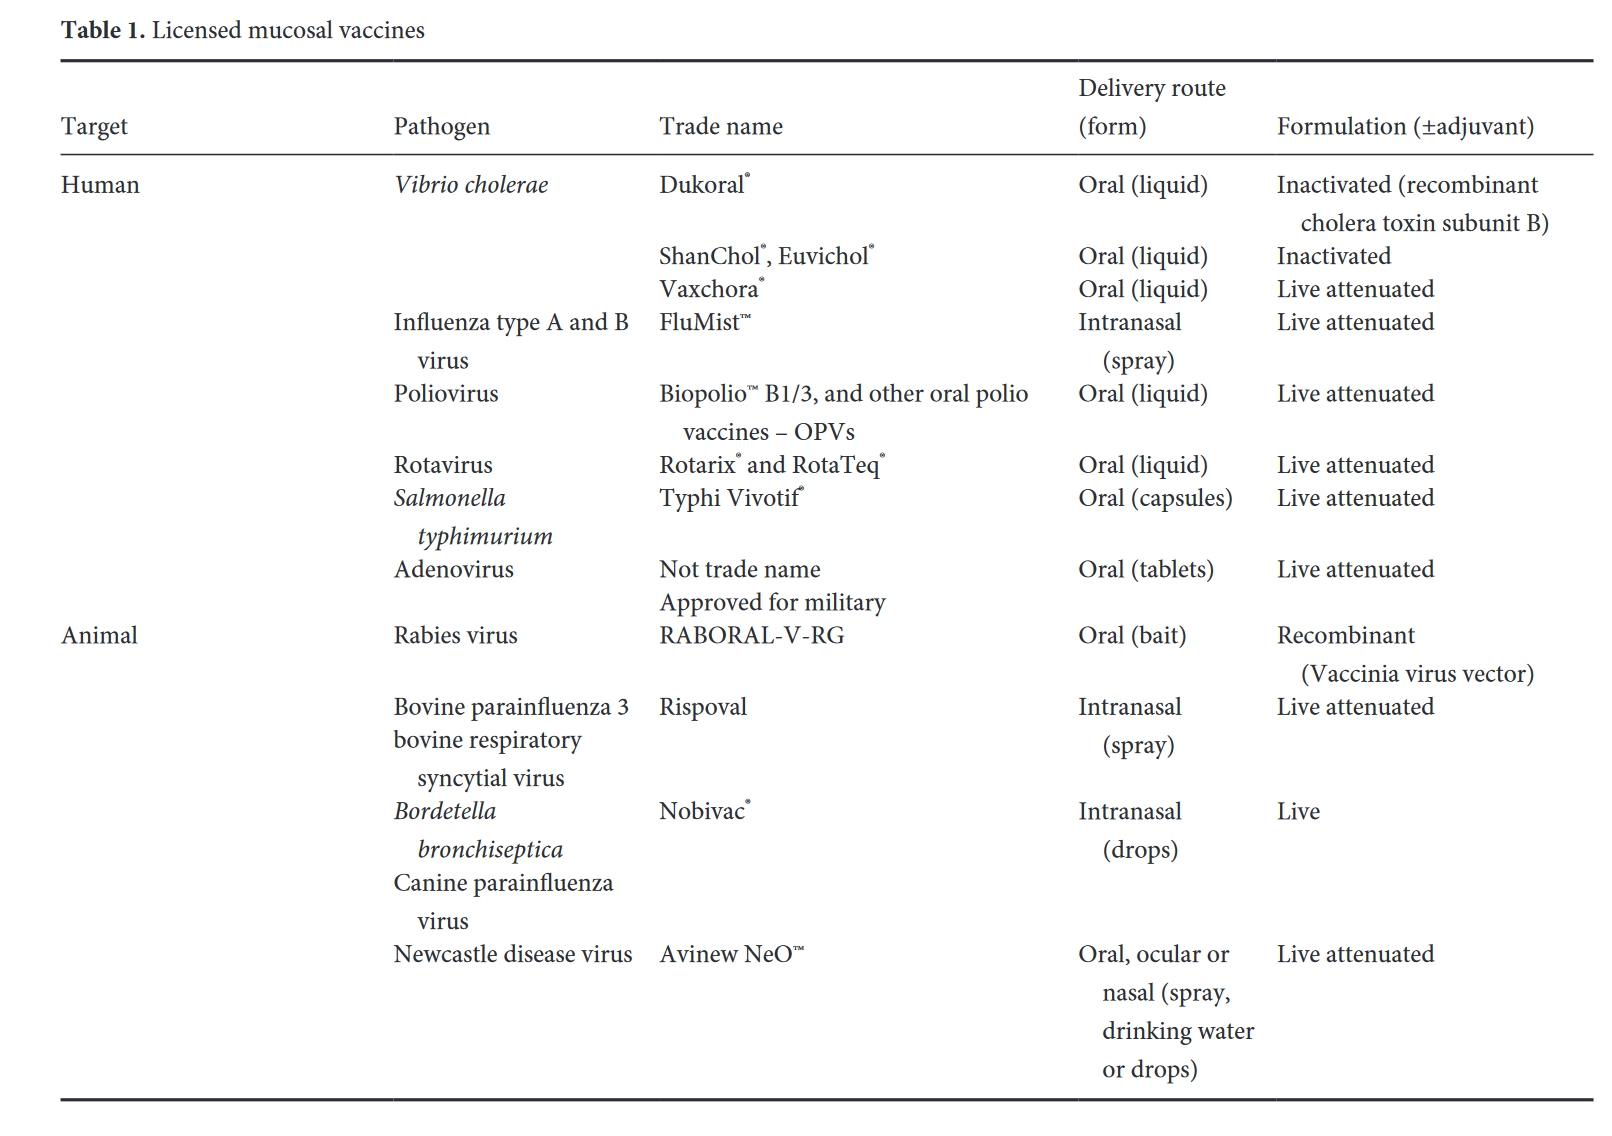 Table 1. Licensed mucosal vaccines
Delivery route
Target Pathogen Trade name (form) Formulation (±adjuvant)
Human Vibrio cholerae Dukoral® Oral (liquid) Inactivated (recombinant
cholera toxin subunit B)
ShanChol®, Euvichol® Oral (liquid) Inactivated
Vaxchora® Oral (liquid) Live attenuated
Influenza type A and B FluMist™ Intranasal Live attenuated
virus (spray)
Poliovirus Biopolio™ B1/3, and other oral polio Oral (liquid) Live attenuated
vaccines – OPVs
Rotavirus Rotarix® and RotaTeq® Oral (liquid) Live attenuated
Salmonella Typhi Vivotif® Oral (capsules) Live attenuated
typhimurium
Adenovirus Not trade name Oral (tablets) Live attenuated
Approved for military
Animal Rabies virus RABORAL-V-RG Oral (bait) Recombinant
(Vaccinia virus vector)
Bovine parainfluenza 3 Rispoval Intranasal Live attenuated
bovine respiratory (spray)
syncytial virus
Bordetella Nobivac® Intranasal Live
bronchiseptica (drops)
Canine parainfluenza
virus
Newcastle disease virus Avinew NeO™ Oral, ocular or Live attenuated
nasal (spray,
drinking water
or drops)